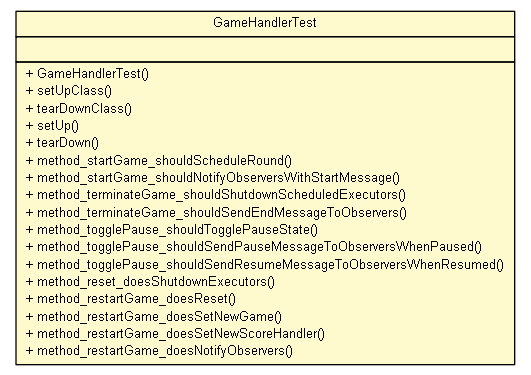 GameHandlerTest
+ GameHandlerTest()
+ setUpClass()
+ tearDownClass()
+ setUp()
+ tearDown()
+ method_startGame_shouldScheduleRound()
+ method_startGame_shouldNotifyObserversWithStartMessage()
+ method_terminateGame_shouldShutdownScheduledExecutors()
+ method_terminateGame_shouldSendEndMessageToObservers()
+ method_togglePause_shouldTogglePauseState()
+ method_togglePause_shouldSendPauseMessageToObserversWhenPaused()
+ method_togglePause_shouldSendResumeMessageToObserversWhenResumed()
+ method_reset_doesShutdownExecutors()
+ method_restartGame_doesReset()
+ method_restartGame_doesSetNewGame()
+ method_restartGame_doesSetNewScoreHandler()
+ method_restartGame_doesNotifyObservers()